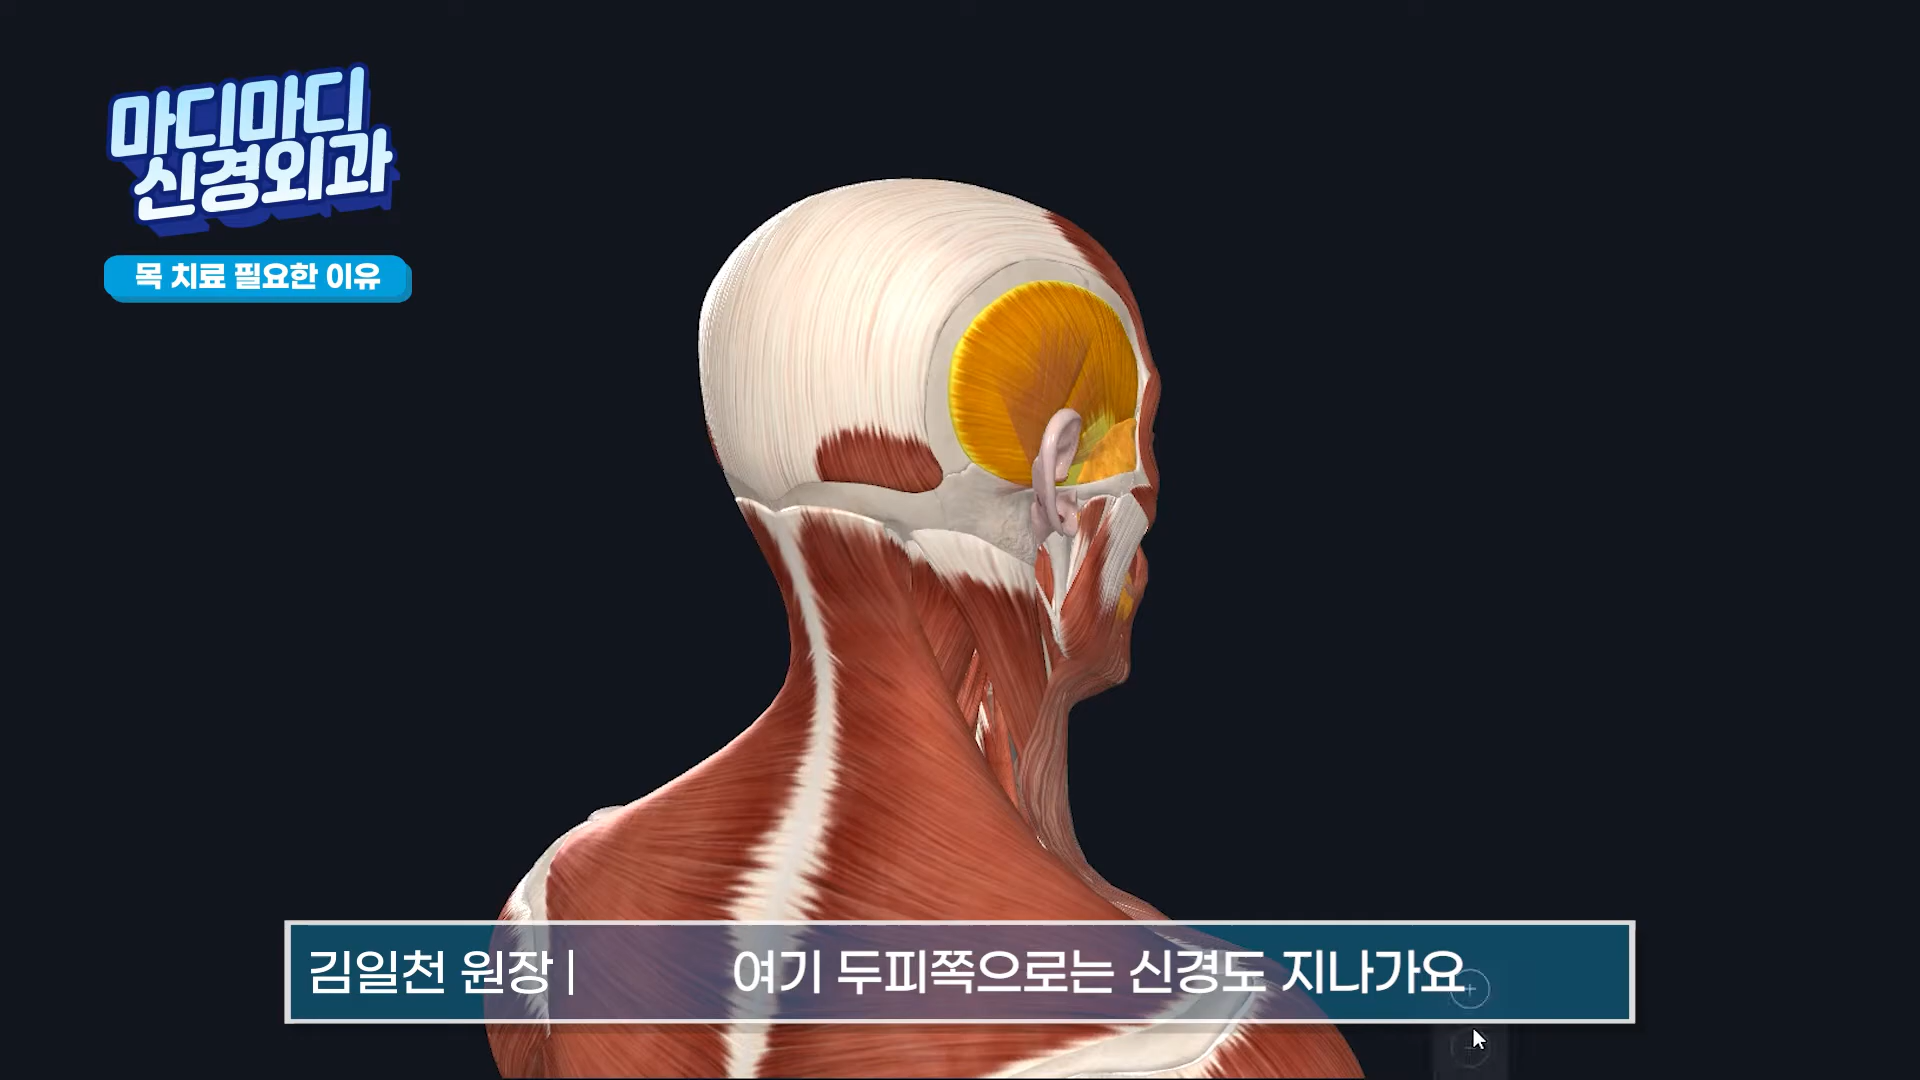 마디마디
신경외과
목 치료 필요한 이유
김일천 원장 | 여기 두피쪽으로는 신경도 지나가요